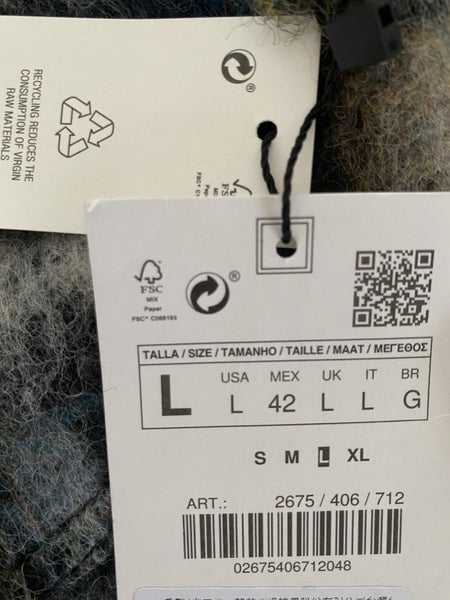 RECYCLING REDUCES THE
CONSUMPTION OF VIRGIN
RAW MATERIALS
®
FSC
MIX
Paper
FSC® C068193
®
TALLA / SIZE / TAMANHO / TAILLE / MAAT / ΜΕΓΕΘΟΣ
L
USA MEX UK IT BR
L 42 L L G
S M L XL
ART.: 2675 / 406 / 712
02675406712048